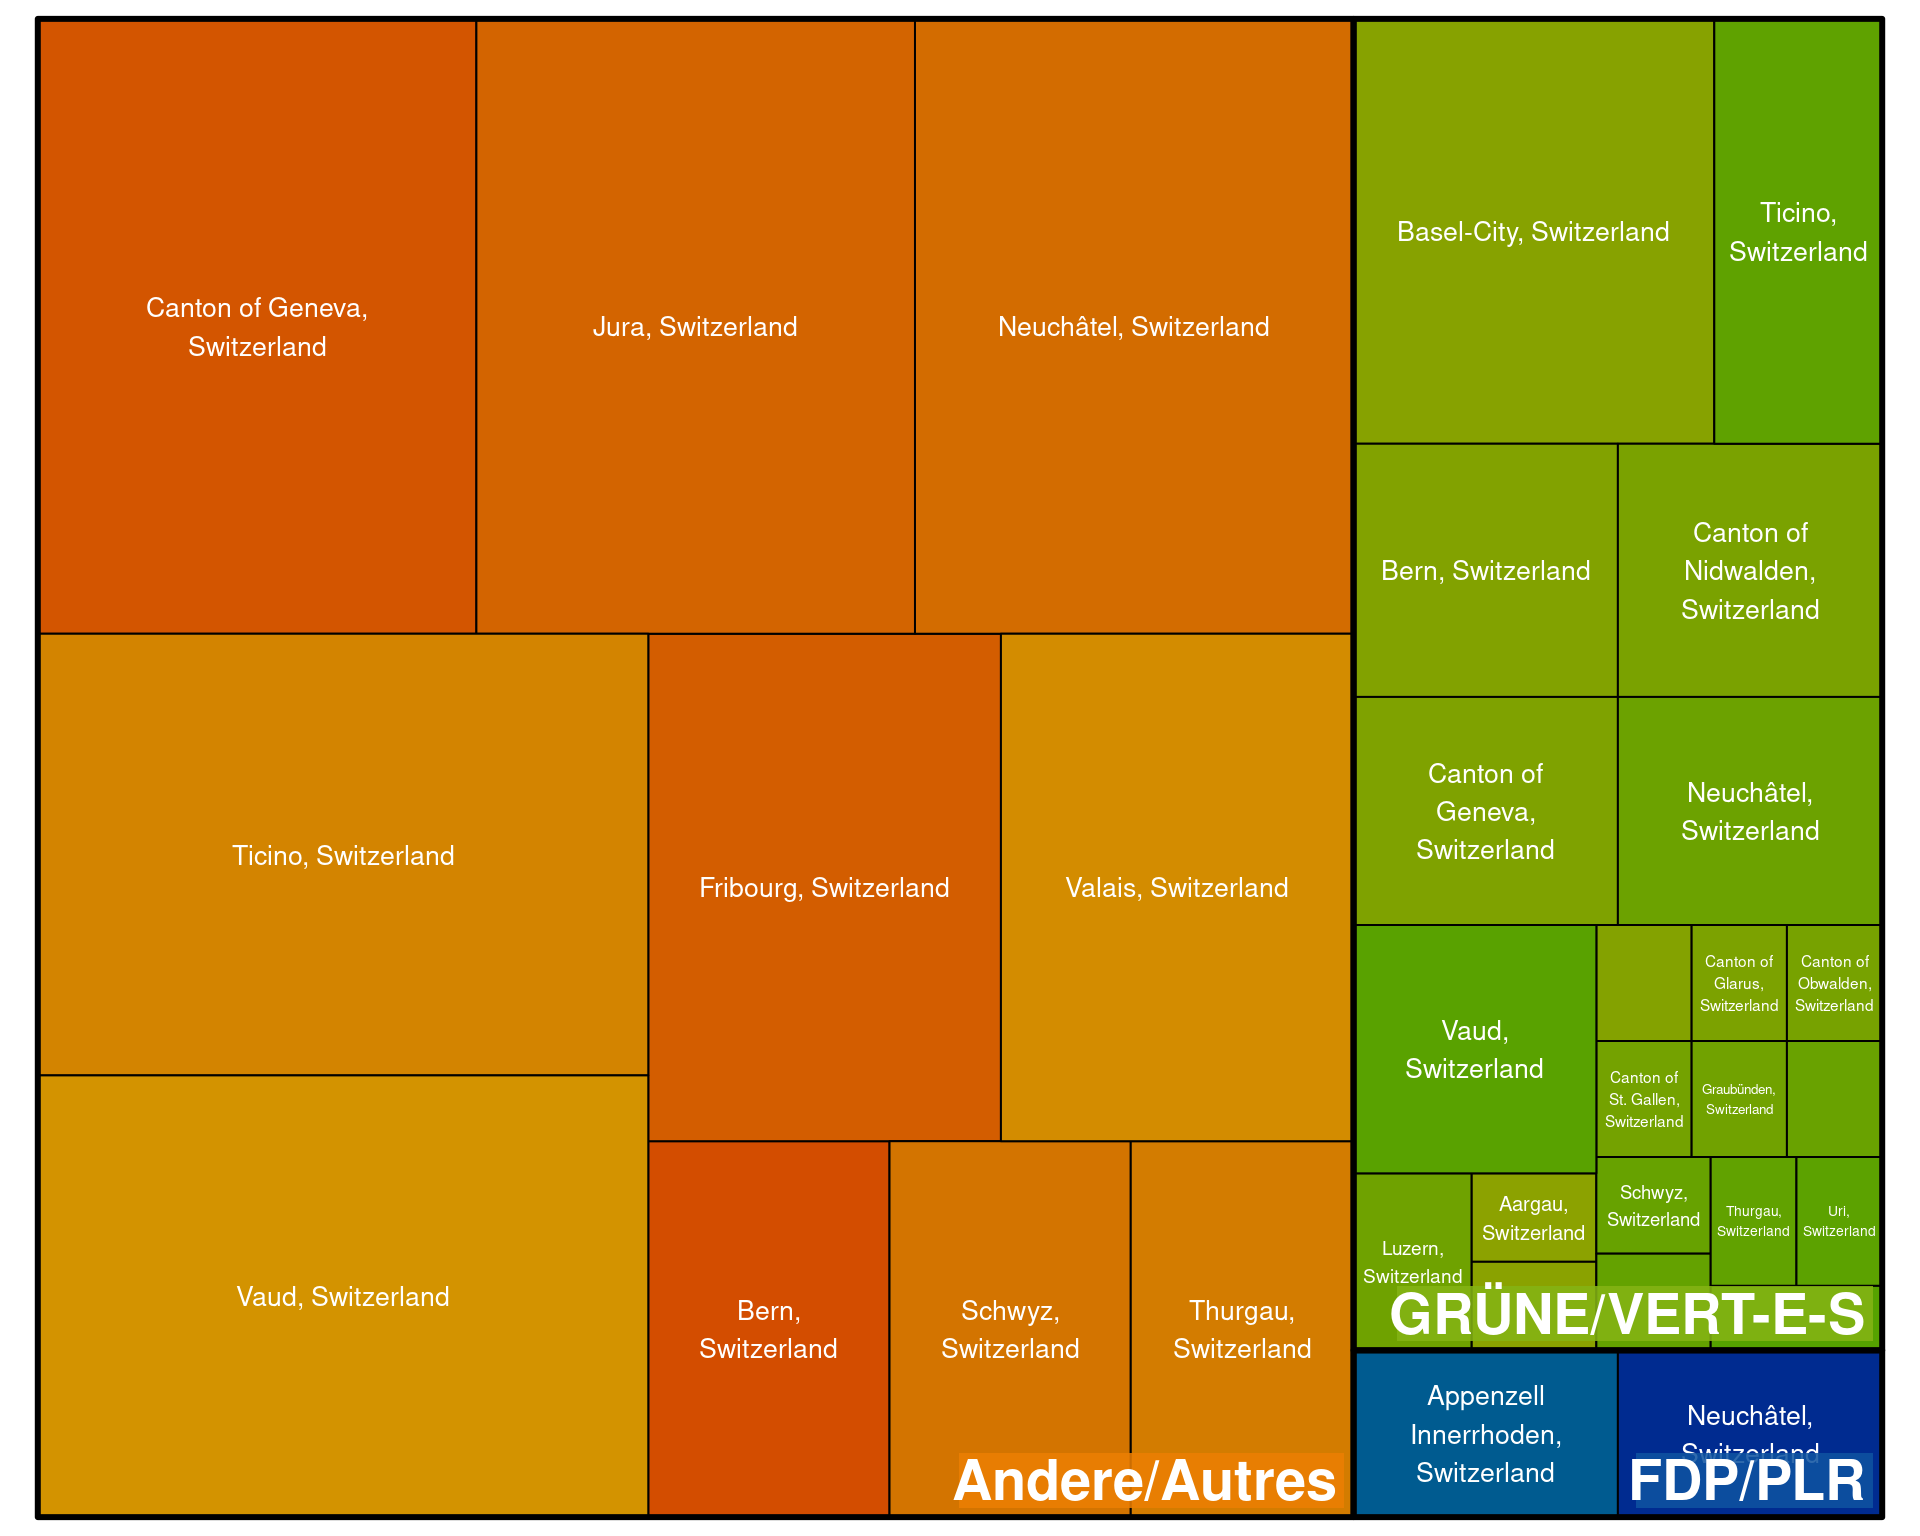 Canton of Geneva,
Switzerland
Jura, Switzerland
Neuchâtel, Switzerland
Ticino, Switzerland
Fribourg, Switzerland
Valais, Switzerland
Vaud, Switzerland
Bern,
Switzerland
Schwyz,
Switzerland
Thurgau,
Switzerland
Andere/Autres
Basel-City, Switzerland
Ticino,
Switzerland
Bern, Switzerland
Canton of
Nidwalden,
Switzerland
Canton of
Geneva,
Switzerland
Neuchâtel,
Switzerland
Vaud,
Switzerland
Canton of
Glarus,
Switzerland
Canton of
Obwalden,
Switzerland
Canton of
St. Gallen,
Switzerland
Graubünden,
Switzerland
Luzern,
Switzerland
Aargau,
Switzerland
Schwyz,
Switzerland
Thurgau,
Switzerland
Uri,
Switzerland
GRÜNE/VERT-E-S
Appenzell
Innerrhoden,
Switzerland
Neuchâtel,
Switzerland
FDP/PLR